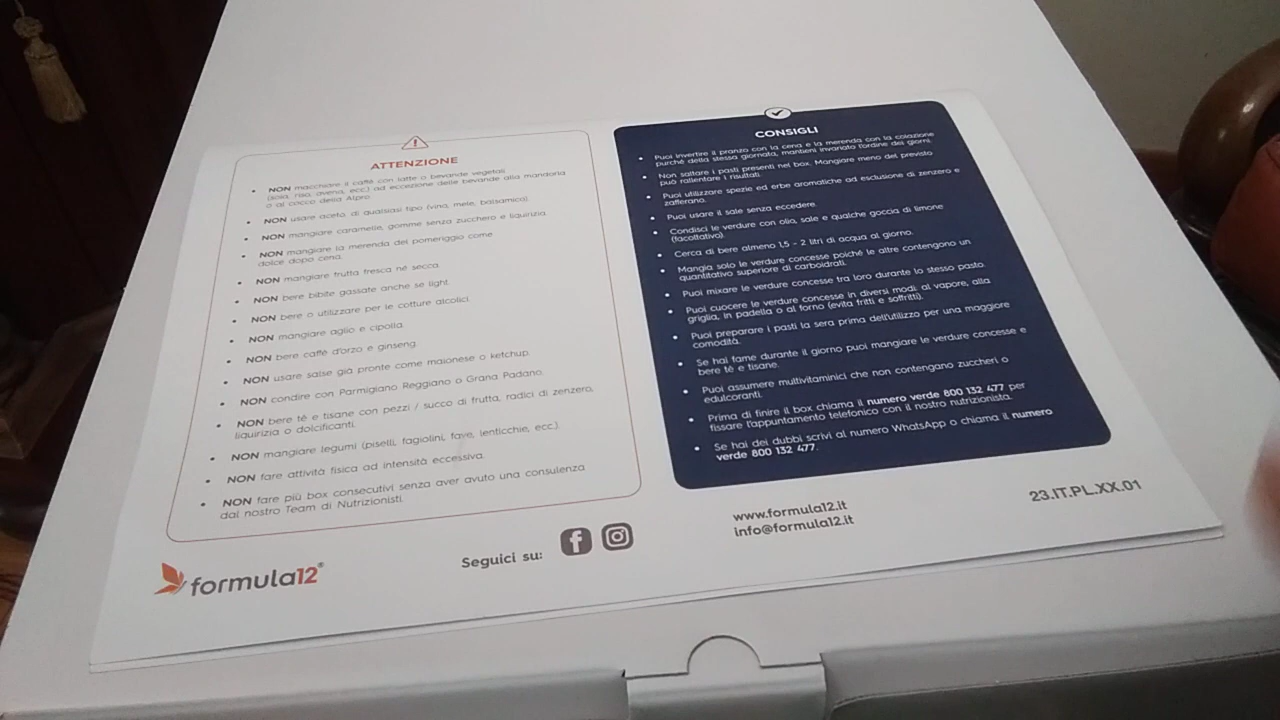 ATTENZIONE
NON macchiare il caffè con latte o bevande vegetali
(soia, riso, avena, ecc.) ad eccezione delle bevande alla mandorla
o al cocco della Alpro.
NON usare aceto di qualsiasi tipo (vino, mele, balsamico).
NON mangiare caramelle, gomme senza zucchero e liquirizia.
NON mangiare la merenda del pomeriggio come
dolce dopo cena.
NON mangiare frutta fresca né secca.
NON bere bibite gassate anche se light.
NON bere o utilizzare per le cotture alcolici.
NON mangiare aglio e cipolla.
NON bere caffè d'orzo e ginseng.
NON usare salse già pronte come maionese o ketchup.
NON condire con Parmigiano Reggiano o Grana Padano.
NON bere tè e tisane con pezzi / succo di frutta, radici di zenzero,
liquirizia o dolcificanti.
NON mangiare legumi (piselli, fagiolini, fave, lenticchie, ecc.).
NON fare attività fisica ad intensità eccessiva.
NON fare più box consecutivi senza aver avuto una consulenza
dal nostro Team di Nutrizionisti.
CONSIGLI
Puoi invertire il pranzo con la cena e la merenda con la colazione
purché della stessa giornata, mantieni invariato l'ordine dei giorni.
Non saltare i pasti presenti nel box. Mangiare meno del previsto
può rallentare i risultati.
Puoi utilizzare spezie ed erbe aromatiche ad esclusione di zenzero e
zafferano.
Puoi usare il sale senza eccedere.
Condisci le verdure con olio, sale e qualche goccia di limone
(facoltativo).
Cerca di bere almeno 1,5 - 2 litri di acqua al giorno.
Mangia solo le verdure concesse poiché le altre contengono un
quantitativo superiore di carboidrati.
Puoi mixare le verdure concesse tra loro durante lo stesso pasto.
Puoi cuocere le verdure concesse in diversi modi: al vapore, alla
griglia, in padella o al forno (evita fritti e soffritti).
Puoi preparare i pasti la sera prima dell'utilizzo per una maggiore
comodità.
Se hai fame durante il giorno puoi mangiare le verdure concesse e
bere tè e tisane.
Puoi assumere multivitaminici che non contengano zuccheri o
edulcoranti.
Prima di finire il box chiama il numero verde 800 132 477 per
fissare l'appuntamento telefonico con il nostro nutrizionista.
Se hai dei dubbi scrivi al numero WhatsApp o chiama il numero
verde 800 132 477.
formula12®
Seguici su:
www.formula12.it
info@formula12.it
23.IT.PL.XX.01